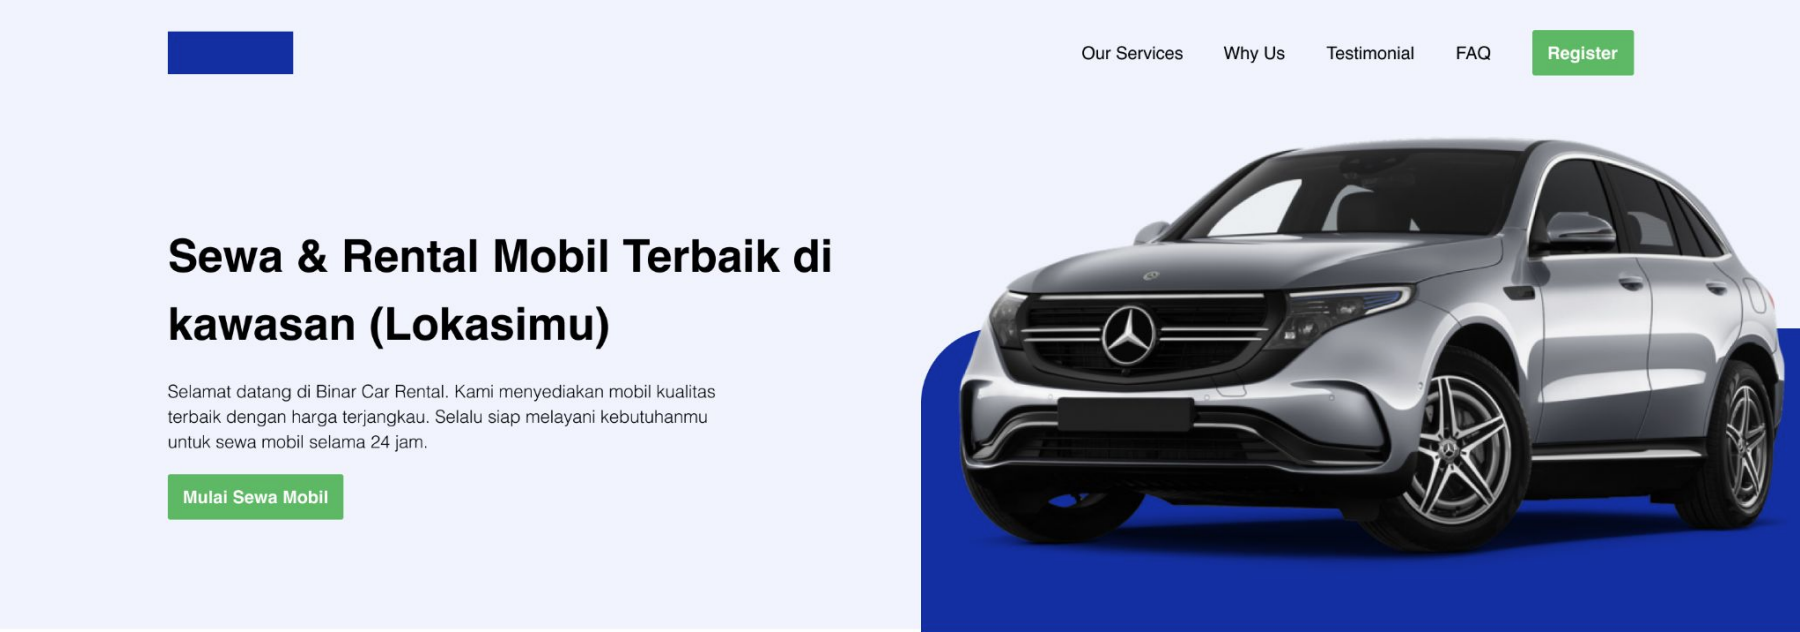 Our Services
Why Us
Testimonial
FAQ
Register
Sewa & Rental Mobil Terbaik di
kawasan (Lokasimu)
Selamat datang di Binar Car Rental. Kami menyediakan mobil kualitas
terbaik dengan harga terjangkau. Selalu siap melayani kebutuhanmu
untuk sewa mobil selama 24 jam.
Mulai Sewa Mobil